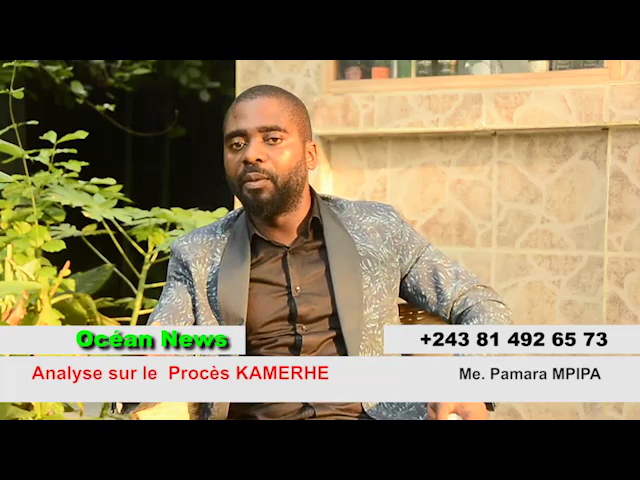 Océan News
+243 81 492 65 73
Analyse sur le Procès KAMERHE
Me. Pamara MPIPA